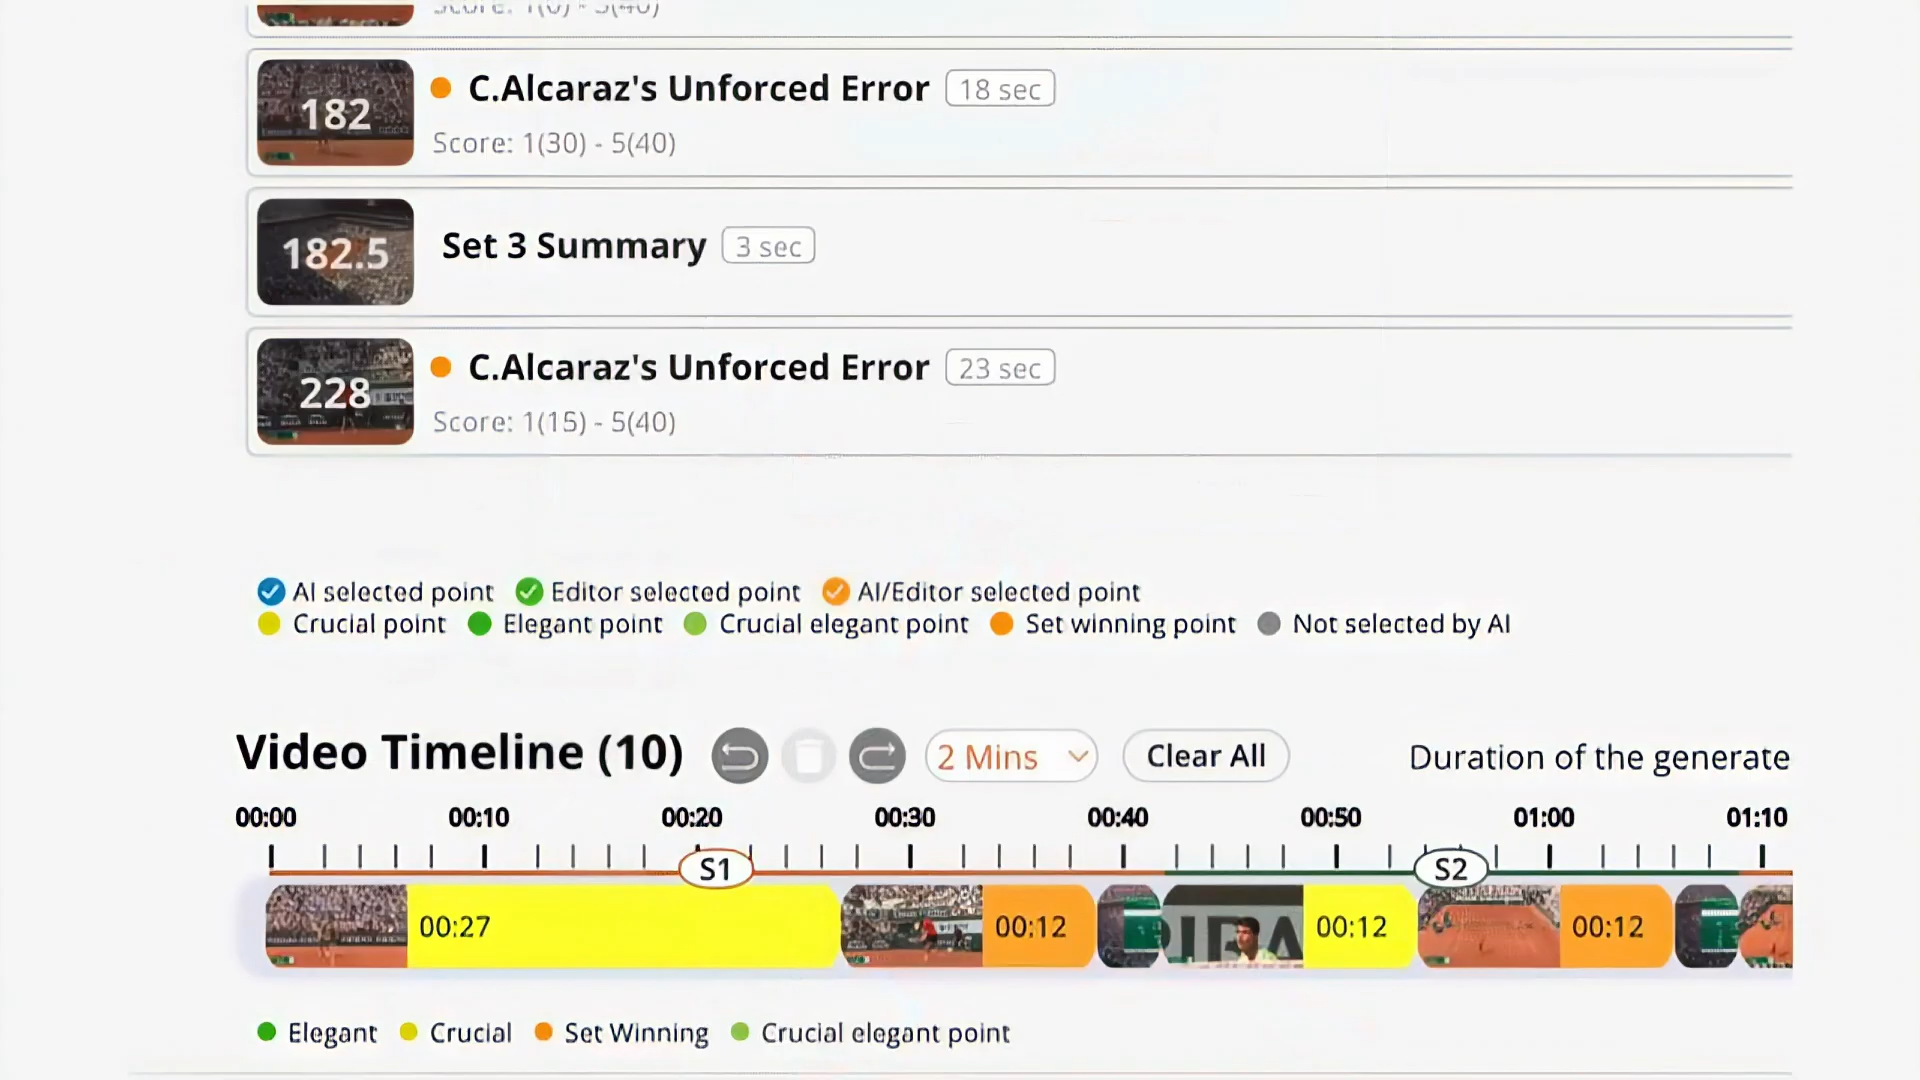 182
C.Alcaraz's Unforced Error 18 sec
Score: 1(30) - 5(40)
182.5
Set 3 Summary 3 sec
228
C.Alcaraz's Unforced Error 23 sec
Score: 1(15) - 5(40)
AI selected point Editor selected point AI/Editor selected point
Crucial point Elegant point Crucial elegant point Set winning point Not selected by AI
Video Timeline (10) 2 Mins Clear All Duration of the generate
00:00 00:10 00:20 00:30 00:40 00:50 01:00 01:10
S1 S2
00:27 00:12 00:12 00:12
Elegant Crucial Set Winning Crucial elegant point